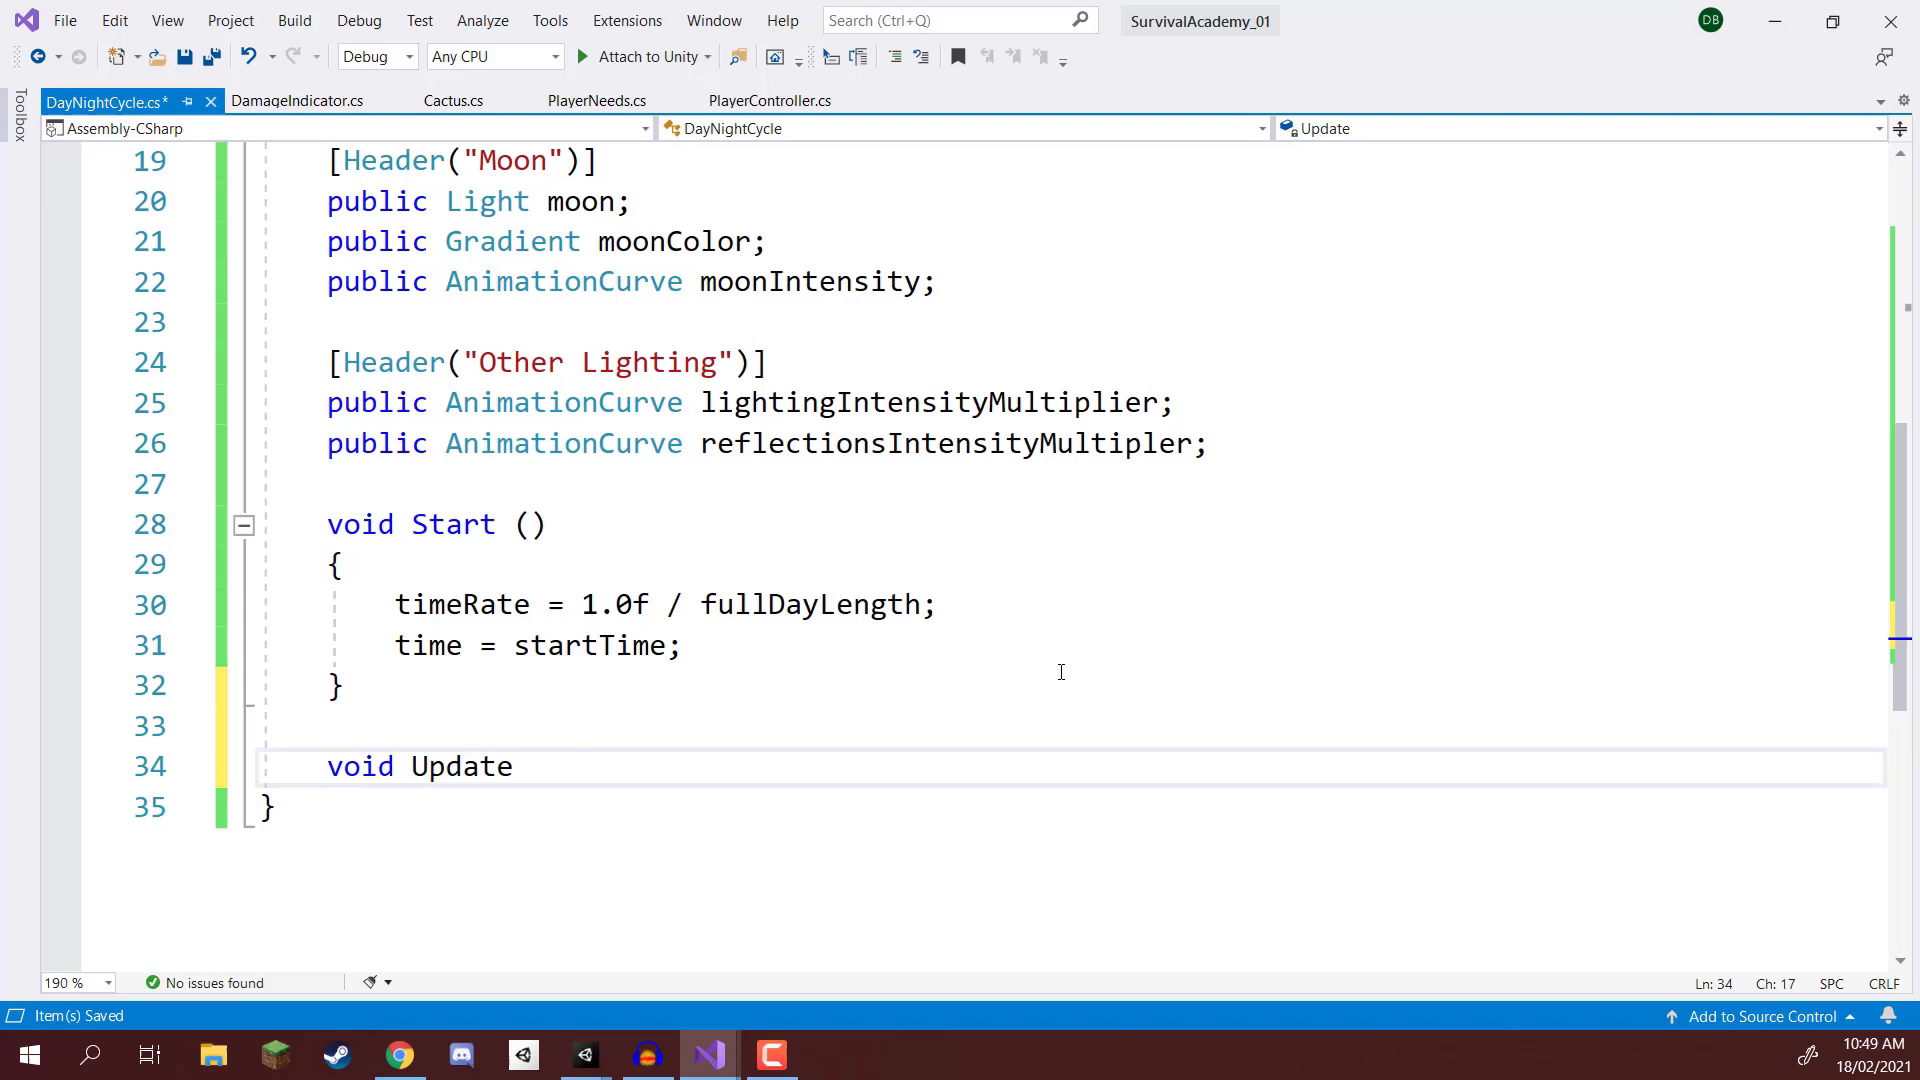 File Edit View Project Build Debug Test Analyze Tools Extensions Window Help Search (Ctrl+Q) SurvivalAcademy_01 DB
Debug Any CPU Attach to Unity
Toolbox
DayNightCycle.cs* DamageIndicator.cs Cactus.cs PlayerNeeds.cs PlayerController.cs
Assembly-CSharp DayNightCycle Update
19 [Header("Moon")]
20 public Light moon;
21 public Gradient moonColor;
22 public AnimationCurve moonIntensity;
23
24 [Header("Other Lighting")]
25 public AnimationCurve lightingIntensityMultiplier;
26 public AnimationCurve reflectionsIntensityMultipler;
27
28 void Start ()
29 {
30 timeRate = 1.0f / fullDayLength;
31 time = startTime;
32 }
33
34 void Update
35 }
190 % No issues found Ln: 34 Ch: 17 SPC CRLF
Item(s) Saved Add to Source Control
10:49 AM
18/02/2021